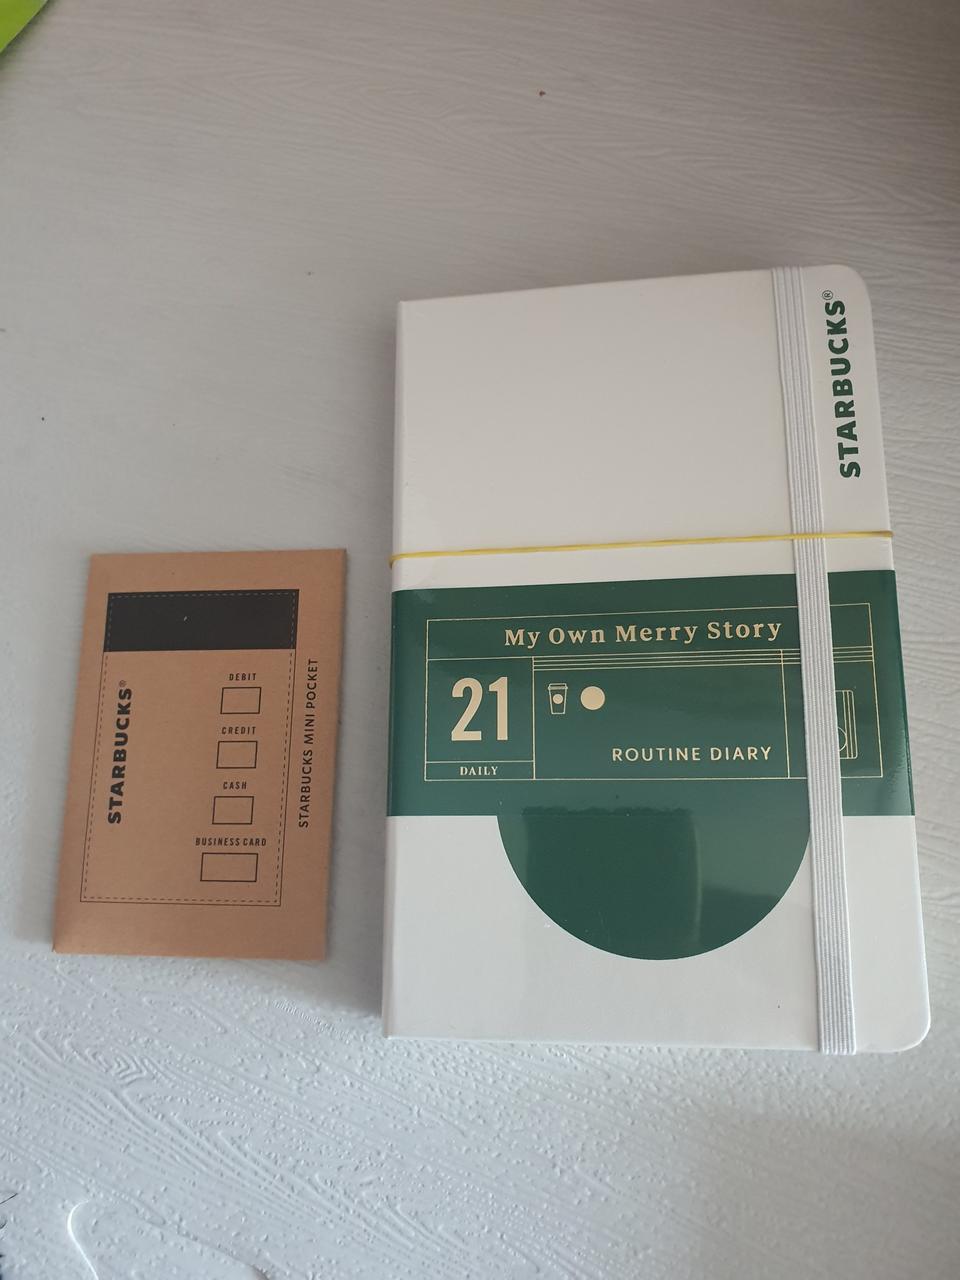 STARBUCKS®
DEBIT
CREDIT
CASH
BUSINESS CARD
STARBUCKS MINI POCKET
STARBUCKS®
My Own Merry Story
21
DAILY
ROUTINE DIARY